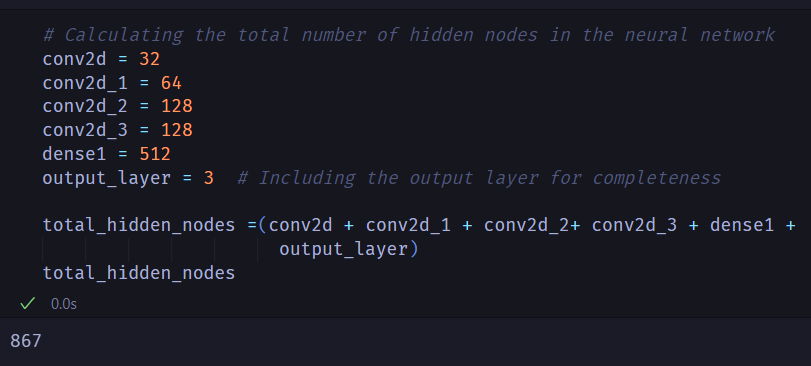 # Calculating the total number of hidden nodes in the neural network
conv2d = 32
conv2d_1 = 64
conv2d_2 = 128
conv2d_3 = 128
dense1 = 512
output_layer = 3  # Including the output layer for completeness
total_hidden_nodes =(conv2d + conv2d_1 + conv2d_2+ conv2d_3 + dense1 +
output_layer)
total_hidden_nodes
0.0s
867